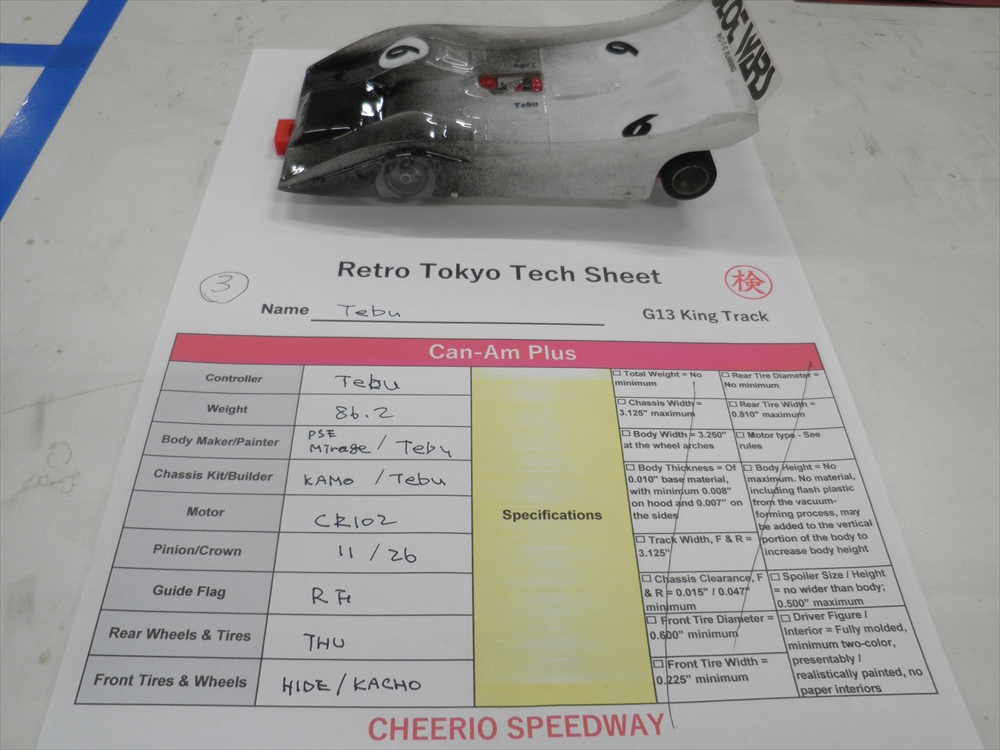 6
6
6
Tebu
Tebu
Retro Tokyo Tech Sheet
検
3
Name Tebu
G13 King Track
Can-Am Plus
Controller
Tebu
Weight
86.2
Body Maker/Painter
PSE
Mirage / Tebu
Chassis Kit/Builder
KAMO / Tebu
Motor
CR102
Pinion/Crown
11 / 26
Guide Flag
RF
Rear Wheels & Tires
THU
Front Tires & Wheels
HIDE / KACHO
Specifications
Total Weight = No
minimum
Rear Tire Diameter =
No minimum
Chassis Width =
3.125" maximum
Rear Tire Width =
0.810" maximum
Body Width = 3.250"
at the wheel arches
Motor type - See
rules
Body Thickness = Of
0.010" base material,
with minimum 0.008"
on hood and 0.007" on
the sides
Body Height = No
maximum. No material,
including flash plastic
from the vacuum-
forming process, may
be added to the vertical
portion of the body to
increase body height
Track Width, F & R =
3.125"
Chassis Clearance, F
& R = 0.015" / 0.047"
minimum
Spoiler Size / Height
= no wider than body;
0.500" maximum
Front Tire Diameter =
0.600" minimum
Driver Figure /
Interior = Fully molded,
minimum two-color,
presentably /
realistically painted, no
paper interiors
Front Tire Width =
0.225" minimum
CHEERIO SPEEDWAY